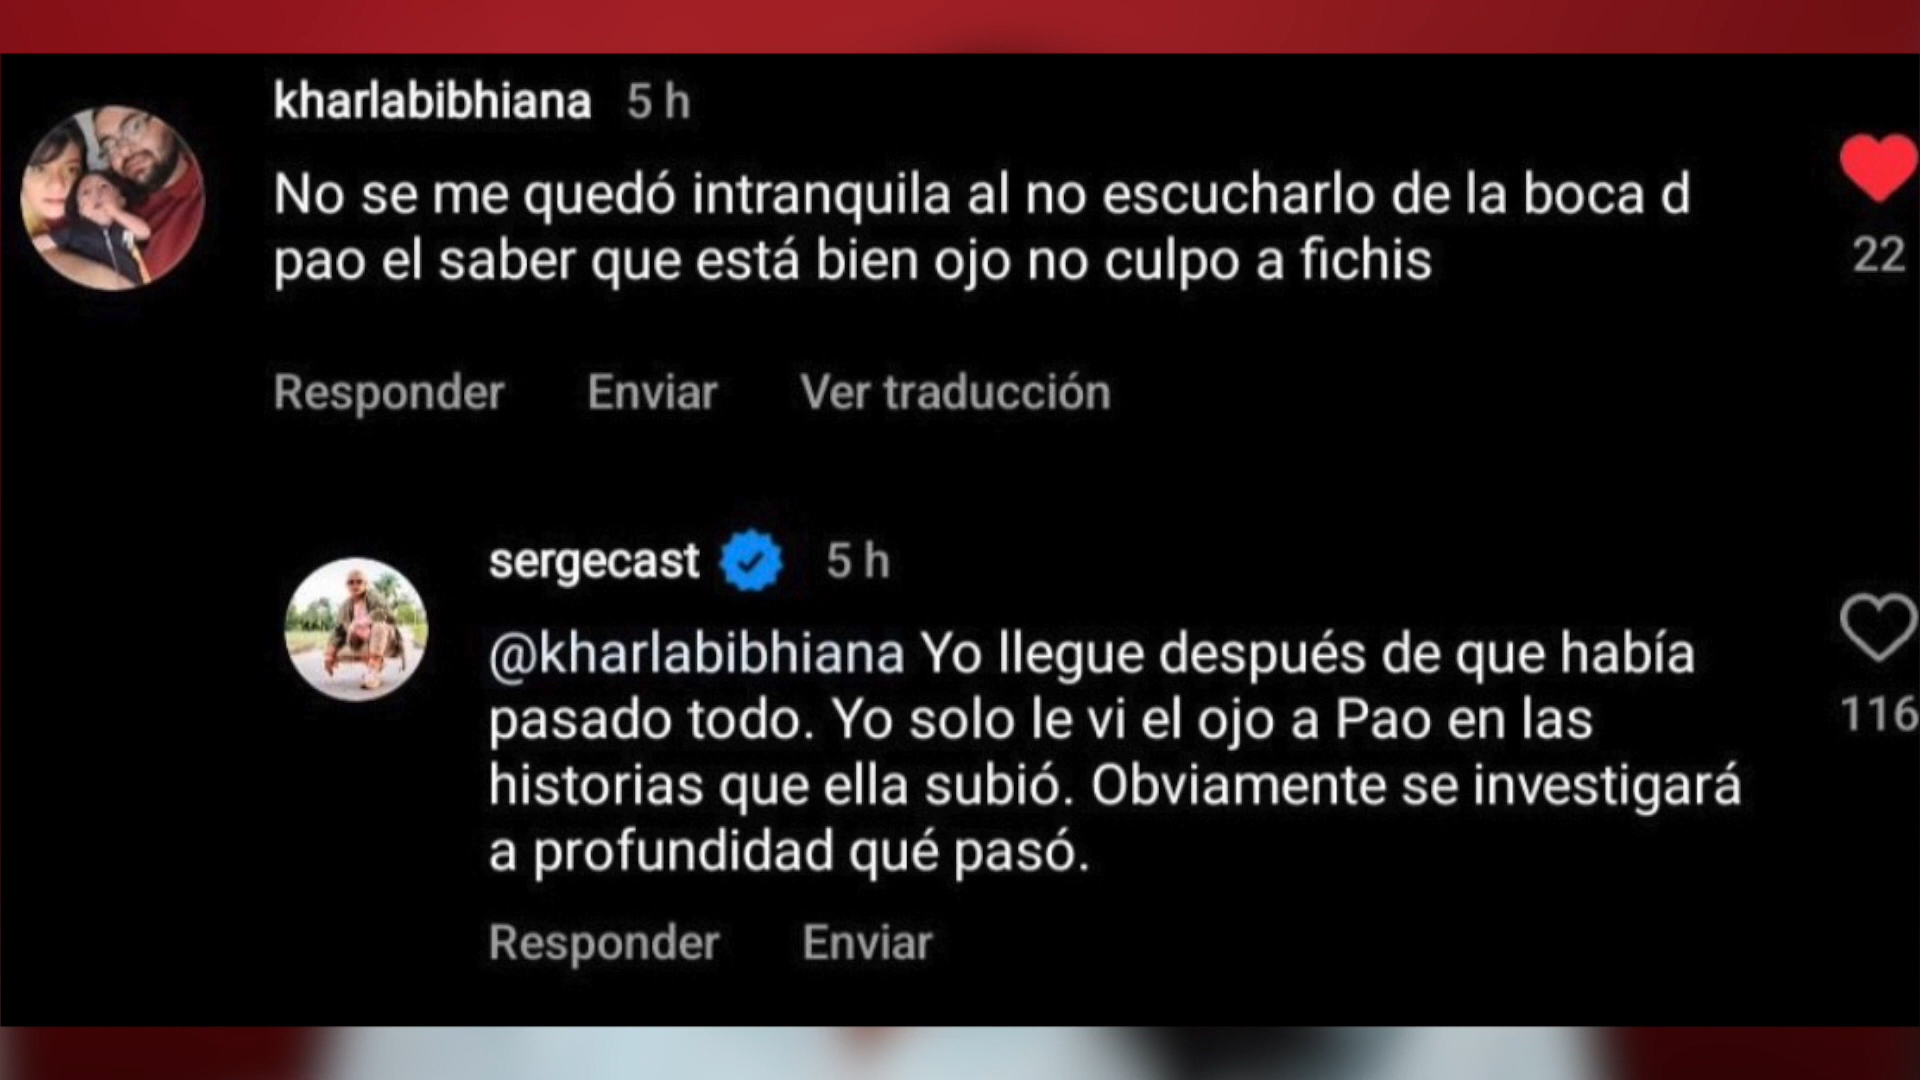 kharlabibhiana 5 h
No se me quedó intranquila al no escucharlo de la boca d
pao el saber que está bien ojo no culpo a fichis
22
Responder Enviar Ver traducción
sergecast 5 h
@kharlabibhiana Yo llegue después de que había
pasado todo. Yo solo le vi el ojo a Pao en las
historias que ella subió. Obviamente se investigará
a profundidad qué pasó.
116
Responder Enviar